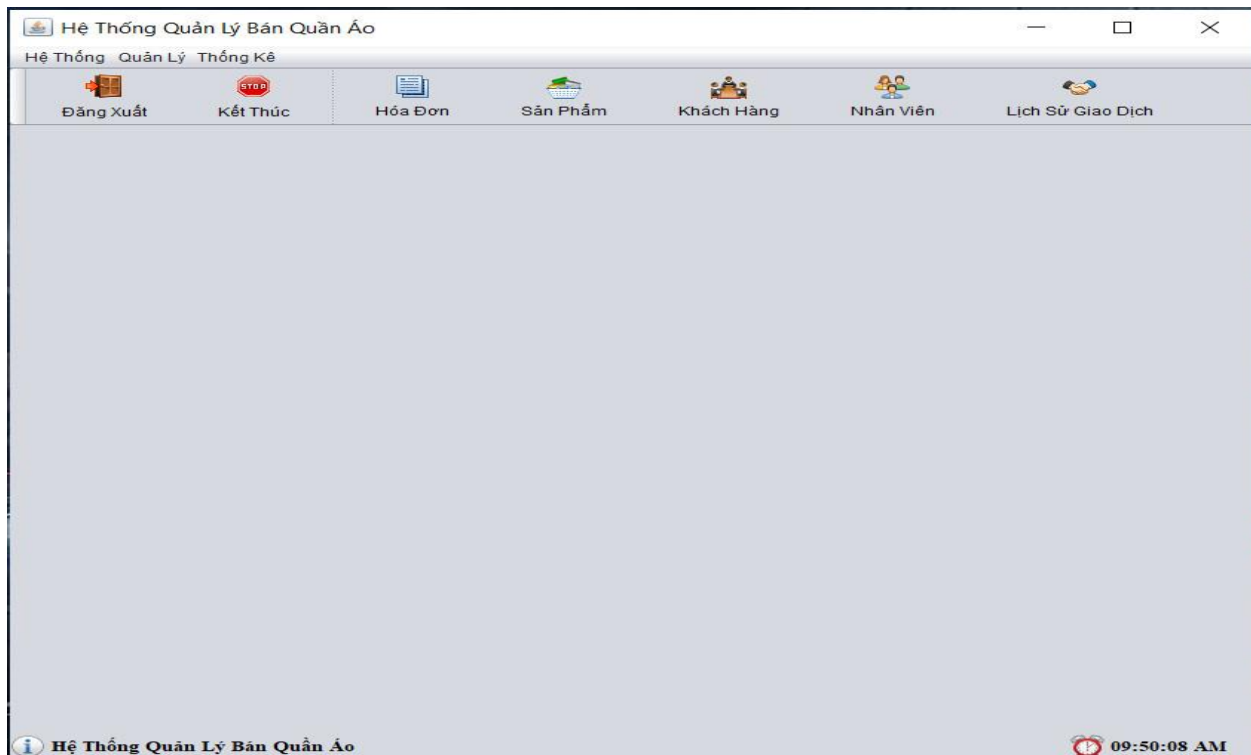 Hệ Thống Quản Lý Bán Quần Áo
Hệ Thống Quản Lý Thống Kê
STOP
Đăng Xuất Kết Thúc Hóa Đơn Sản Phẩm Khách Hàng Nhân Viên Lịch Sử Giao Dịch
Hệ Thống Quản Lý Bán Quần Áo 09:50:08 AM